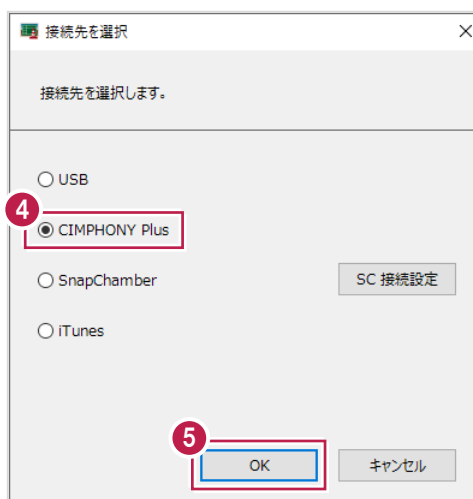 接続先を選択
接続先を選択します。
USB
4
CIMPHONY Plus
SnapChamber
SC 接続設定
iTunes
5
OK
キャンセル